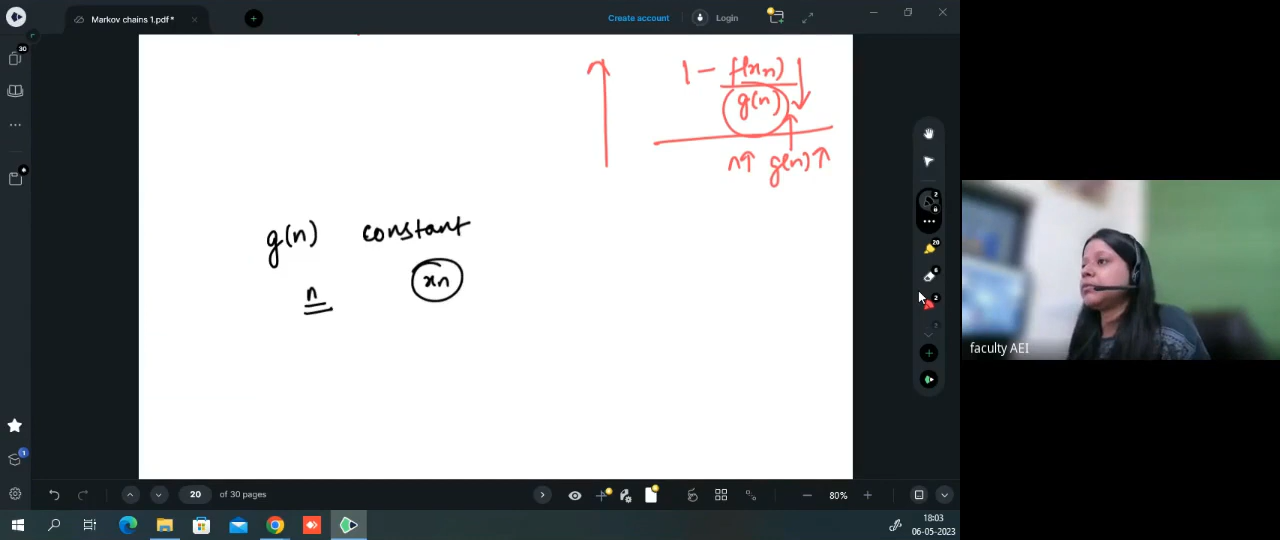 Markov chains 1.pdf*
Create account
Login
30
1 - f(xn)
g(n)
n↑ g(n)↑
g(n) constant
n
xn
faculty AEI
20 of 30 pages
80%
18:03
06-05-2023